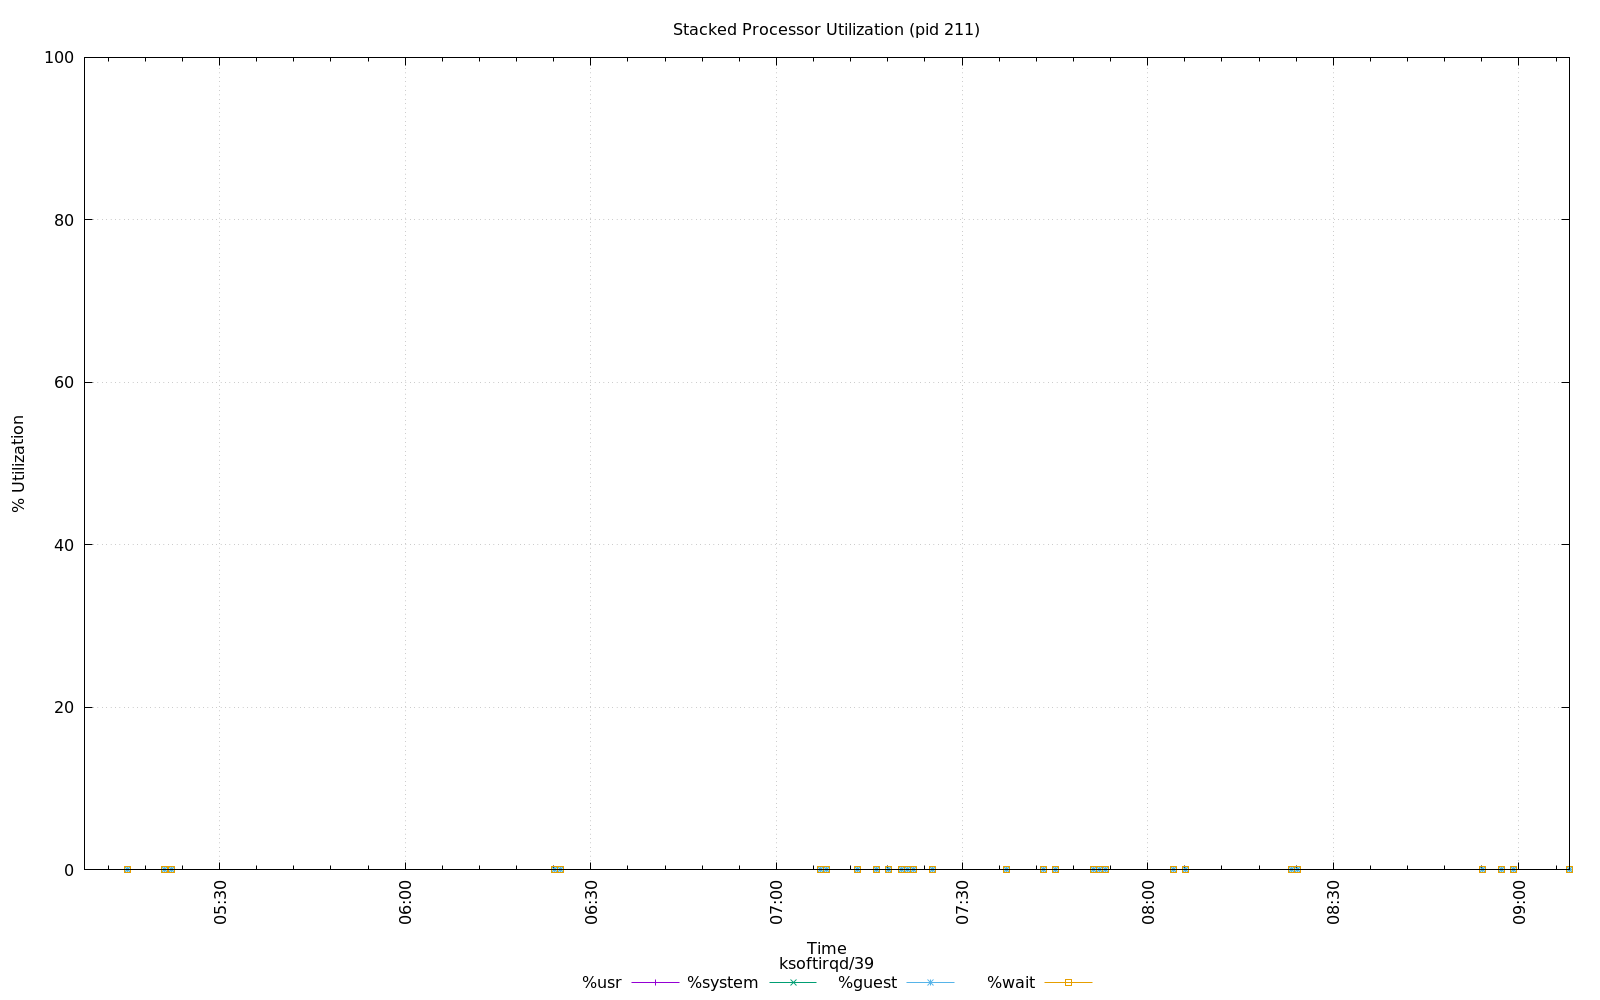 Stacked Processor Utilization (pid 211)
100
80
60
40
20
0
% Utilization
05:30
06:00
06:30
07:00
07:30
08:00
08:30
09:00
Time
ksoftirqd/39
%usr %system %guest %wait